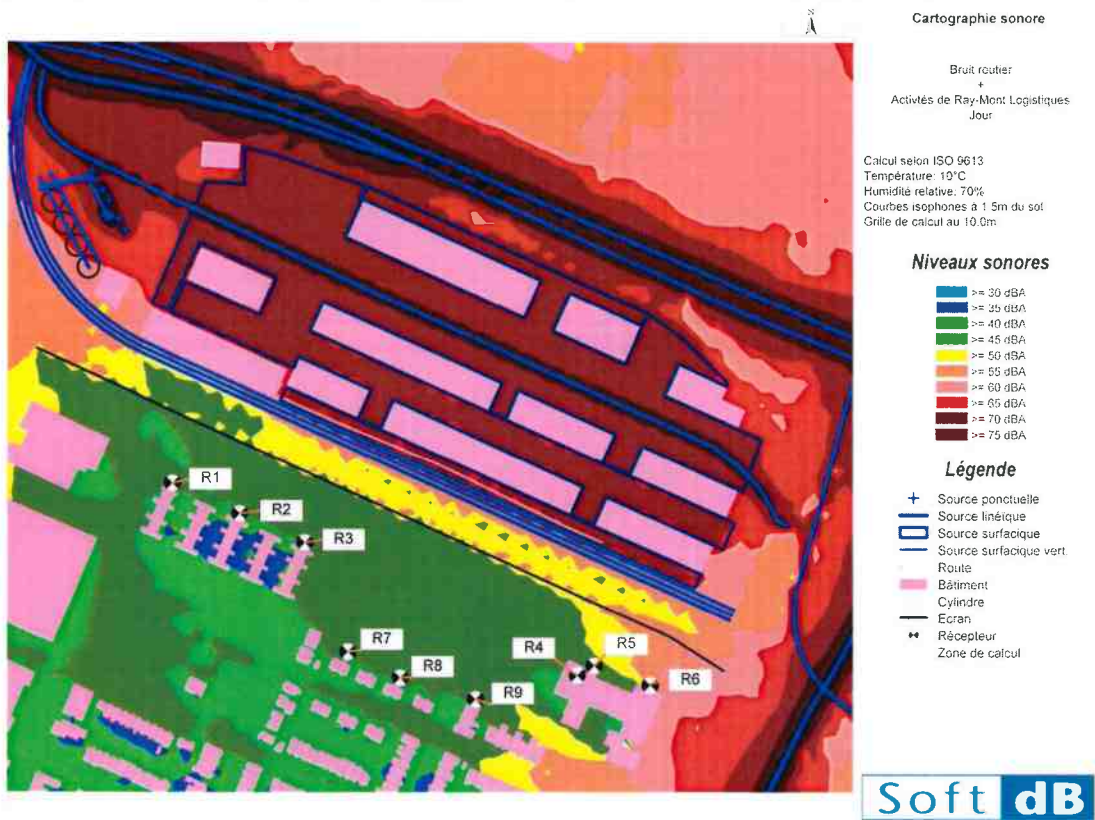 N
Cartographie sonore
Bruit routier
+
Activités de Ray-Mont Logistiques
Jour
Calcul selon ISO 9613
Température: 10°C
Humidité relative: 70%
Courbes isophones à 1.5m du sol
Grille de calcul au 10.0m
Niveaux sonores
>= 30 dBA
>= 35 dBA
>= 40 dBA
>= 45 dBA
>= 50 dBA
>= 55 dBA
>= 60 dBA
>= 65 dBA
>= 70 dBA
>= 75 dBA
Légende
Source ponctuelle
Source linéique
Source surfacique
Source surfacique vert.
Route
Bâtiment
Cylindre
Ecran
Récepteur
Zone de calcul
R1
R2
R3
R7
R8
R9
R4
R5
R6
Soft dB